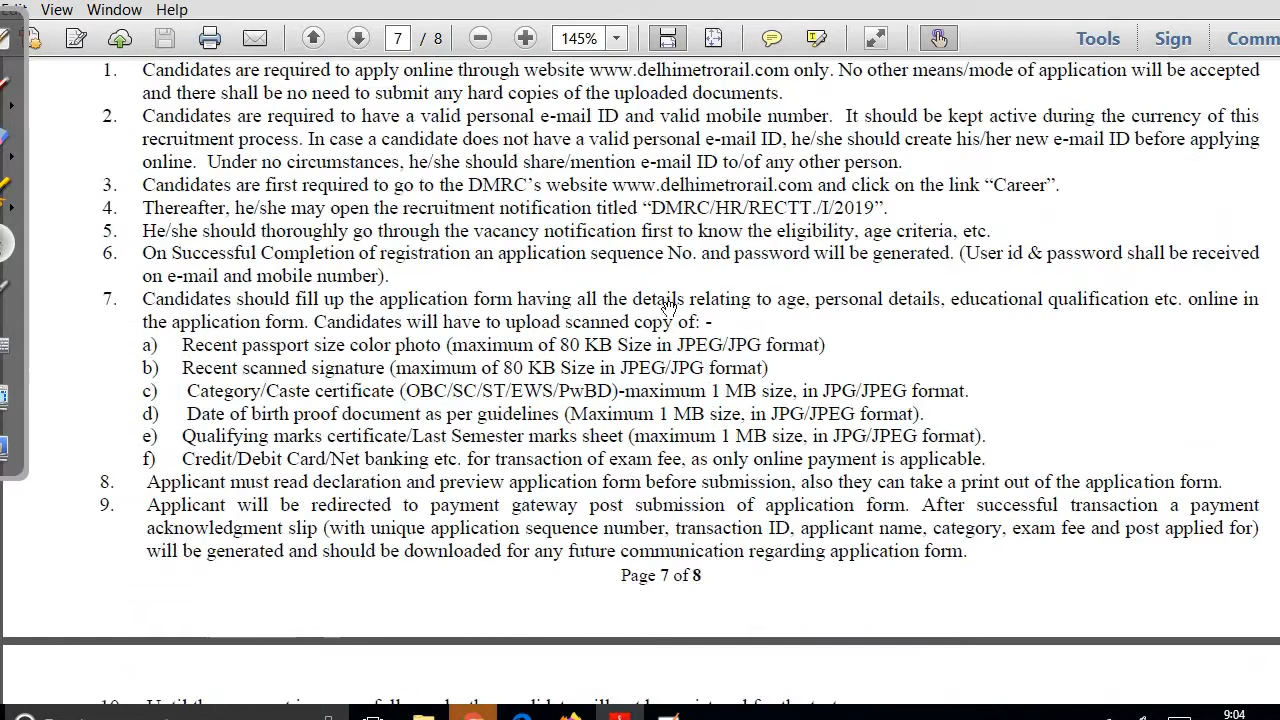 View Window Help
7 / 8 145% Tools Sign Comm
1. Candidates are required to apply online through website www.delhimetrorail.com only. No other means/mode of application will be accepted
and there shall be no need to submit any hard copies of the uploaded documents.
2. Candidates are required to have a valid personal e-mail ID and valid mobile number. It should be kept active during the currency of this
recruitment process. In case a candidate does not have a valid personal e-mail ID, he/she should create his/her new e-mail ID before applying
online. Under no circumstances, he/she should share/mention e-mail ID to/of any other person.
3. Candidates are first required to go to the DMRC's website www.delhimetrorail.com and click on the link “Career”.
4. Thereafter, he/she may open the recruitment notification titled “DMRC/HR/RECTT./I/2019”.
5. He/she should thoroughly go through the vacancy notification first to know the eligibility, age criteria, etc.
6. On Successful Completion of registration an application sequence No. and password will be generated. (User id & password shall be received
on e-mail and mobile number).
7. Candidates should fill up the application form having all the details relating to age, personal details, educational qualification etc. online in
the application form. Candidates will have to upload scanned copy of: -
a) Recent passport size color photo (maximum of 80 KB Size in JPEG/JPG format)
b) Recent scanned signature (maximum of 80 KB Size in JPEG/JPG format)
c) Category/Caste certificate (OBC/SC/ST/EWS/PwBD)-maximum 1 MB size, in JPG/JPEG format.
d) Date of birth proof document as per guidelines (Maximum 1 MB size, in JPG/JPEG format).
e) Qualifying marks certificate/Last Semester marks sheet (maximum 1 MB size, in JPG/JPEG format).
f) Credit/Debit Card/Net banking etc. for transaction of exam fee, as only online payment is applicable.
8. Applicant must read declaration and preview application form before submission, also they can take a print out of the application form.
9. Applicant will be redirected to payment gateway post submission of application form. After successful transaction a payment
acknowledgment slip (with unique application sequence number, transaction ID, applicant name, category, exam fee and post applied for)
will be generated and should be downloaded for any future communication regarding application form.
Page 7 of 8
9:04